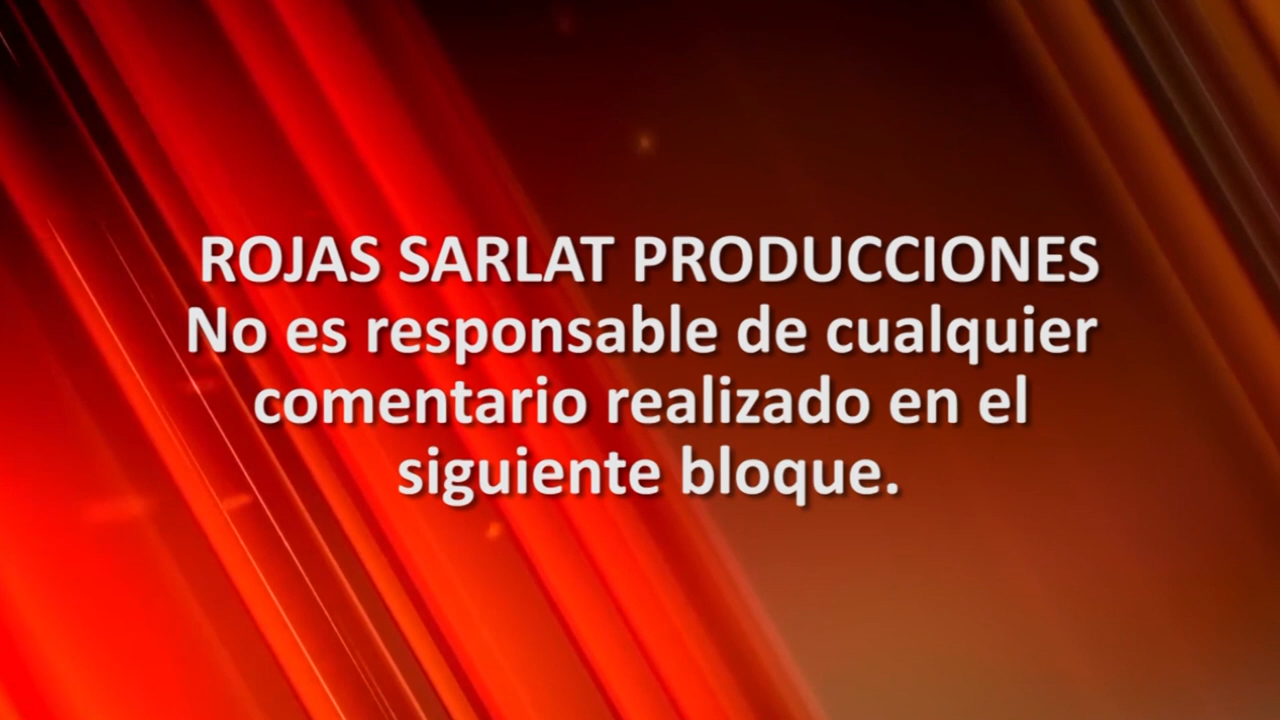 ROJAS SARLAT PRODUCCIONES
No es responsable de cualquier
comentario realizado en el
siguiente bloque.